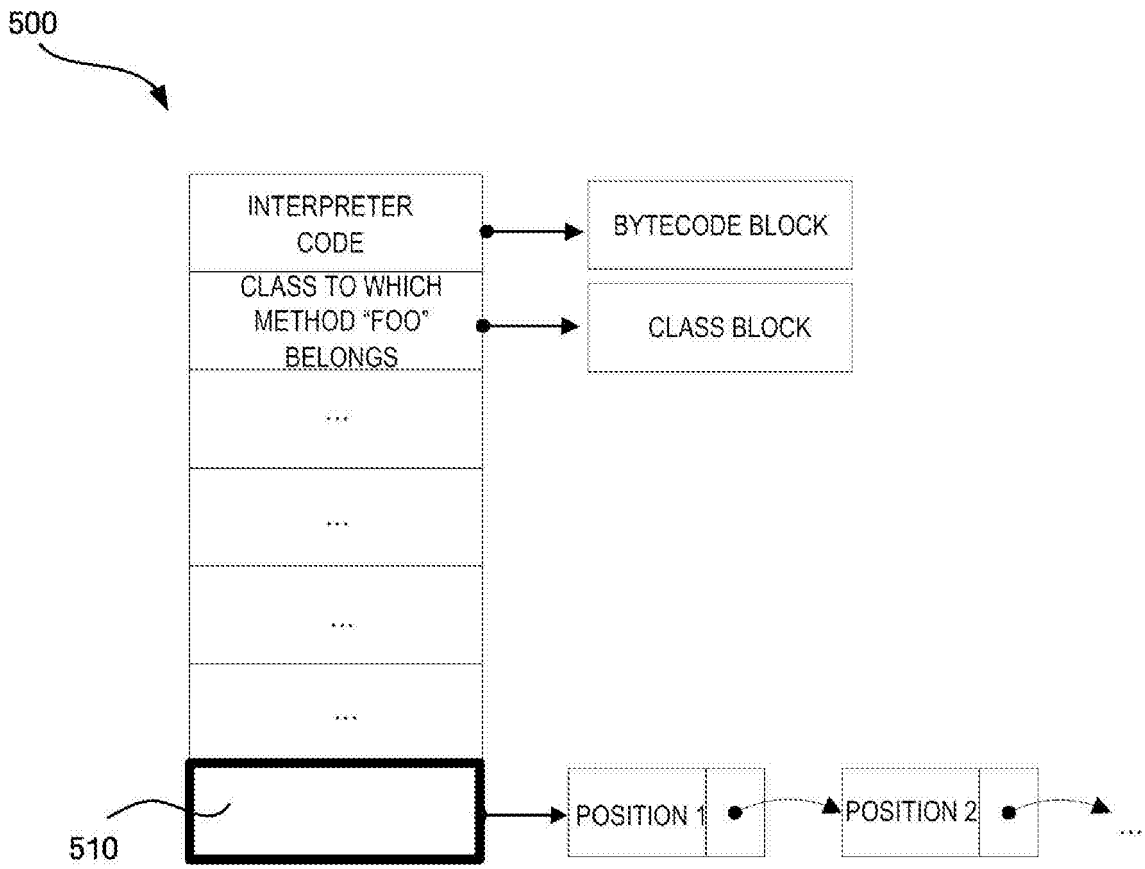 500
INTERPRETER
CODE
BYTECODE BLOCK
CLASS TO WHICH
METHOD “FOO”
BELONGS
CLASS BLOCK
...
...
...
...
510
POSITION 1
POSITION 2
...